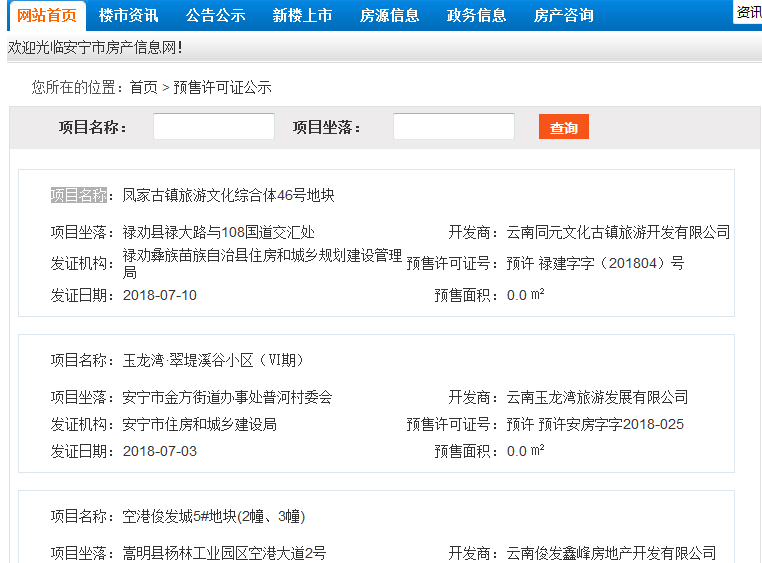 网站首页 楼市资讯 公告公示 新楼上市 房源信息 政务信息 房产咨询 资讯
欢迎光临安宁市房产信息网!
您所在的位置：首页 > 预售许可证公示
项目名称： 项目坐落： 查询
项目名称： 凤家古镇旅游文化综合体46号地块
项目坐落： 禄劝县禄大路与108国道交汇处 开发商： 云南同元文化古镇旅游开发有限公司
发证机构： 禄劝彝族苗族自治县住房和城乡规划建设管理局 预售许可证号： 预许 禄建字字（201804）号
发证日期： 2018-07-10 预售面积： 0.0 m²
项目名称： 玉龙湾·翠堤溪谷小区（Ⅵ期）
项目坐落： 安宁市金方街道办事处普河村委会 开发商： 云南玉龙湾旅游发展有限公司
发证机构： 安宁市住房和城乡建设局 预售许可证号： 预许 预许安房字字2018-025
发证日期： 2018-07-03 预售面积： 0.0 m²
项目名称： 空港俊发城5#地块(2幢、3幢)
项目坐落： 嵩明县杨林工业园区空港大道2号 开发商： 云南俊发鑫峰房地产开发有限公司